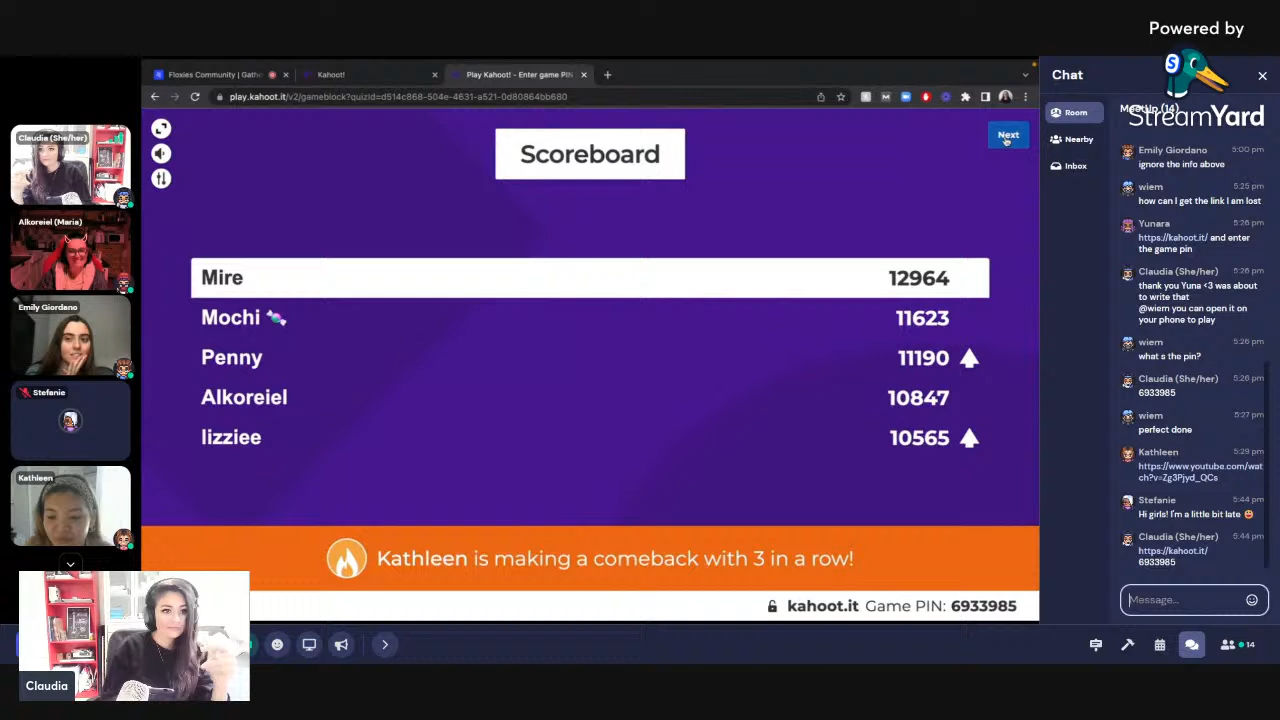 Powered by
StreamYard
Floxies Community | Gath
Kahoot!
Play Kahoot! - Enter game PIN
play.kahoot.it/v2/gameblock?quizId=d514c868-504e-4631-a521-0d80864bb680
Claudia (She/her)
Alkoreiel (Maria)
Emily Giordano
Stefanie
Kathleen
Claudia
Scoreboard
Next
Mire 12964
Mochi 🍬 11623
Penny 11190
Alkoreiel 10847
lizziee 10565
Kathleen is making a comeback with 3 in a row!
kahoot.it Game PIN: 6933985
Chat
Room
Nearby
Inbox
MeetUp (14)
Emily Giordano 5:00 pm
ignore the info above
wiem 5:25 pm
how can I get the link I am lost
Yunara 5:26 pm
https://kahoot.it/ and enter
the game pin
Claudia (She/her) 5:26 pm
thank you Yuna <3 was about
to write that
@wiem you can open it on
your phone to play
wiem 5:26 pm
what s the pin?
Claudia (She/her) 5:26 pm
6933985
wiem 5:27 pm
perfect done
Kathleen 5:29 pm
https://www.youtube.com/wat
ch?v=Zg3Pjyd_QCs
Stefanie 5:44 pm
Hi girls! I'm a little bit late 😃
Claudia (She/her) 5:44 pm
https://kahoot.it/
6933985
Message...
14